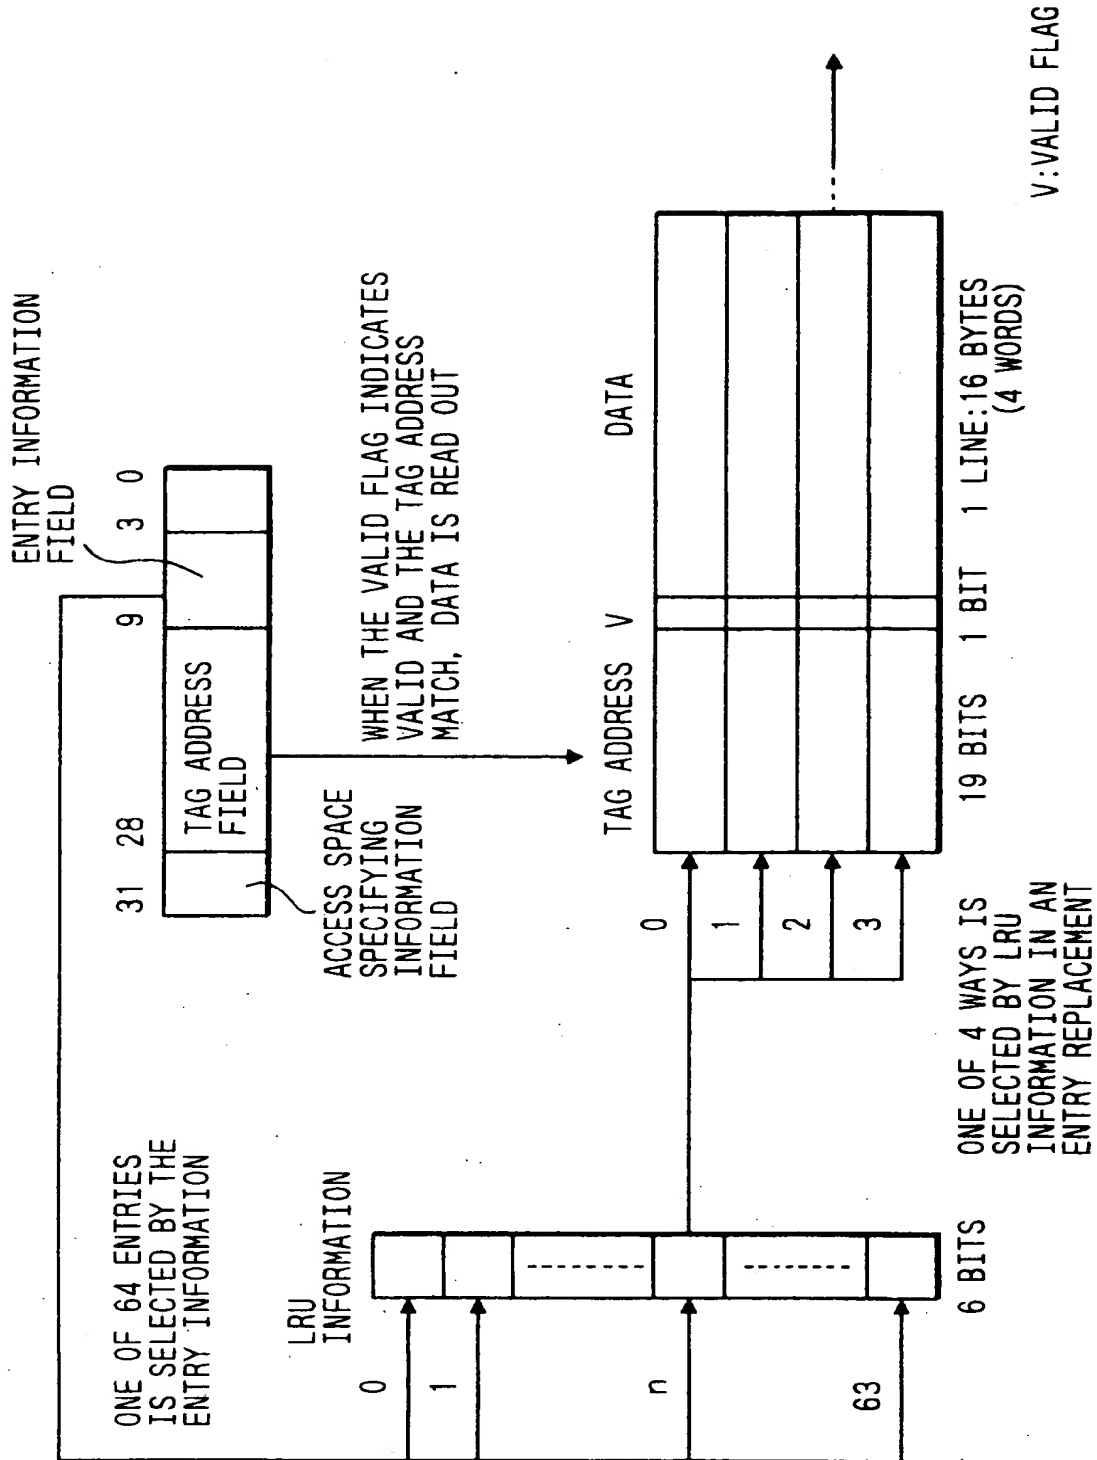 ONE OF 64 ENTRIES
IS SELECTED BY THE
ENTRY INFORMATION
ENTRY INFORMATION
FIELD
31
28
9
3
0
TAG ADDRESS
FIELD
ACCESS SPACE
SPECIFYING
INFORMATION
FIELD
WHEN THE VALID FLAG INDICATES
VALID AND THE TAG ADDRESS
MATCH, DATA IS READ OUT
LRU
INFORMATION
0
1
n
63
6 BITS
0
1
2
3
TAG ADDRESS
V
DATA
19 BITS
1 BIT
1 LINE:16 BYTES
(4 WORDS)
ONE OF 4 WAYS IS
SELECTED BY LRU
INFORMATION IN AN
ENTRY REPLACEMENT
V:VALID FLAG